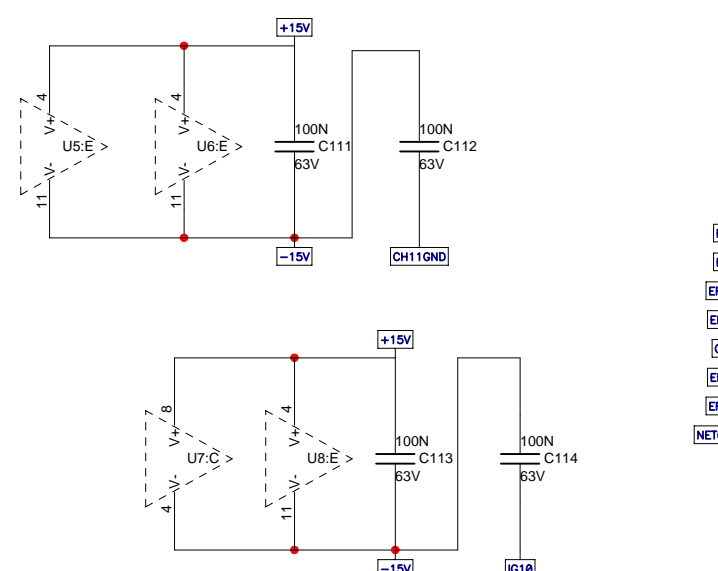 +15V
4
4
V+
V+
100N
100N
U5:E
U6:E
C111
C112
V-
V-
63V
63V
11
11
-15V
CH11GND
+15V
8
4
V+
V+
100N
100N
U7:C
U8:E
C113
C114
V-
V-
63V
63V
4
11
-15V
IG10